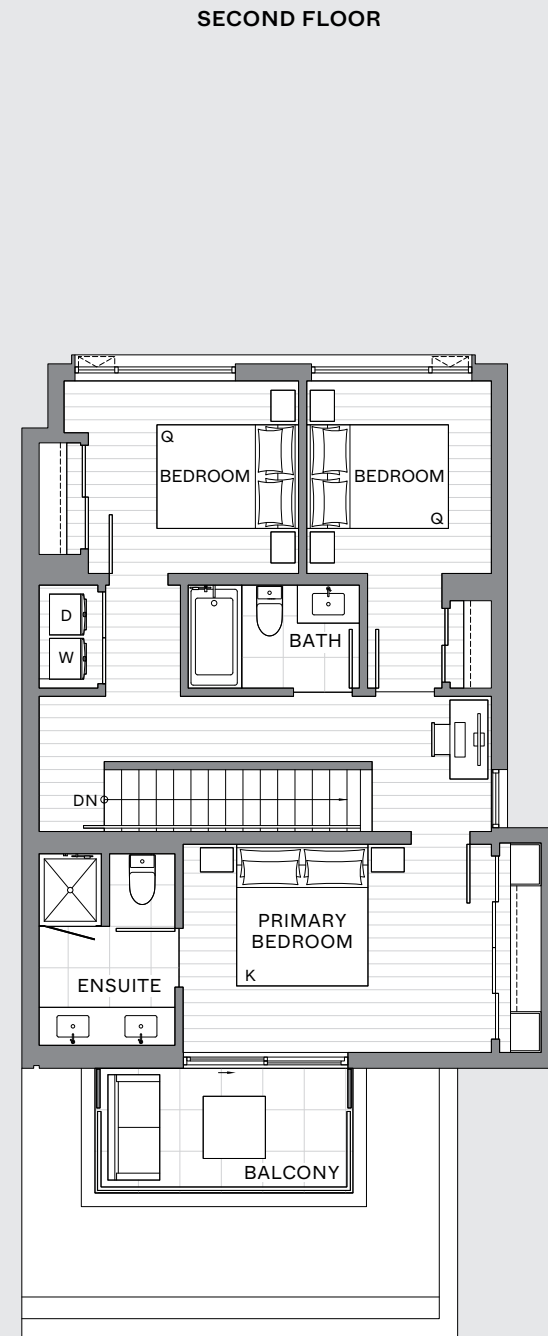 SECOND FLOOR
Q
BEDROOM
BEDROOM
Q
D
W
BATH
DN
PRIMARY
BEDROOM
K
ENSUITE
BALCONY